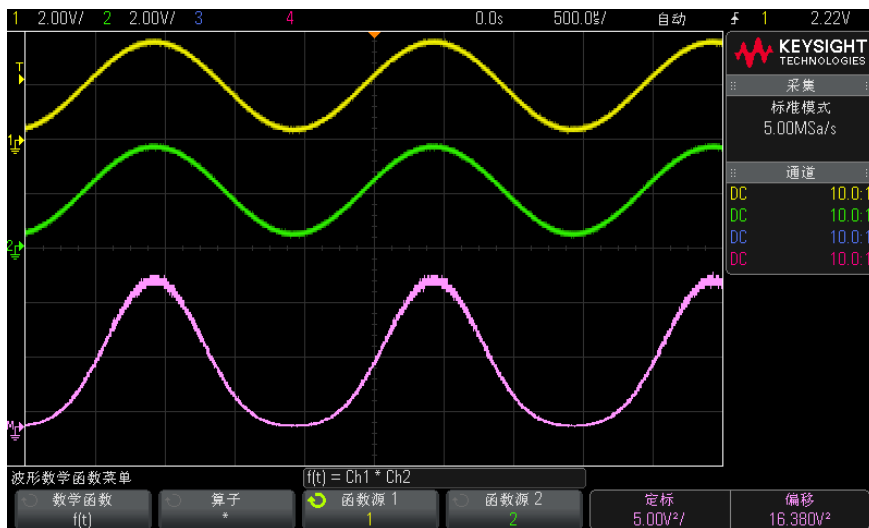 1 2.00V/ 2 2.00V/ 3 4 0.0s 500.0㎲/ 自动 1 2.22V
KEYSIGHT
TECHNOLOGIES
采集
标准模式
5.00MSa/s
通道
DC 10.0:1
DC 10.0:1
DC 10.0:1
DC 10.0:1
T
1
2
M
波形数学函数菜单
f(t) = Ch1 * Ch2
数学函数
f(t)
算子
*
函数源 1
1
函数源 2
2
定标
5.00V²/
偏移
16.380V²